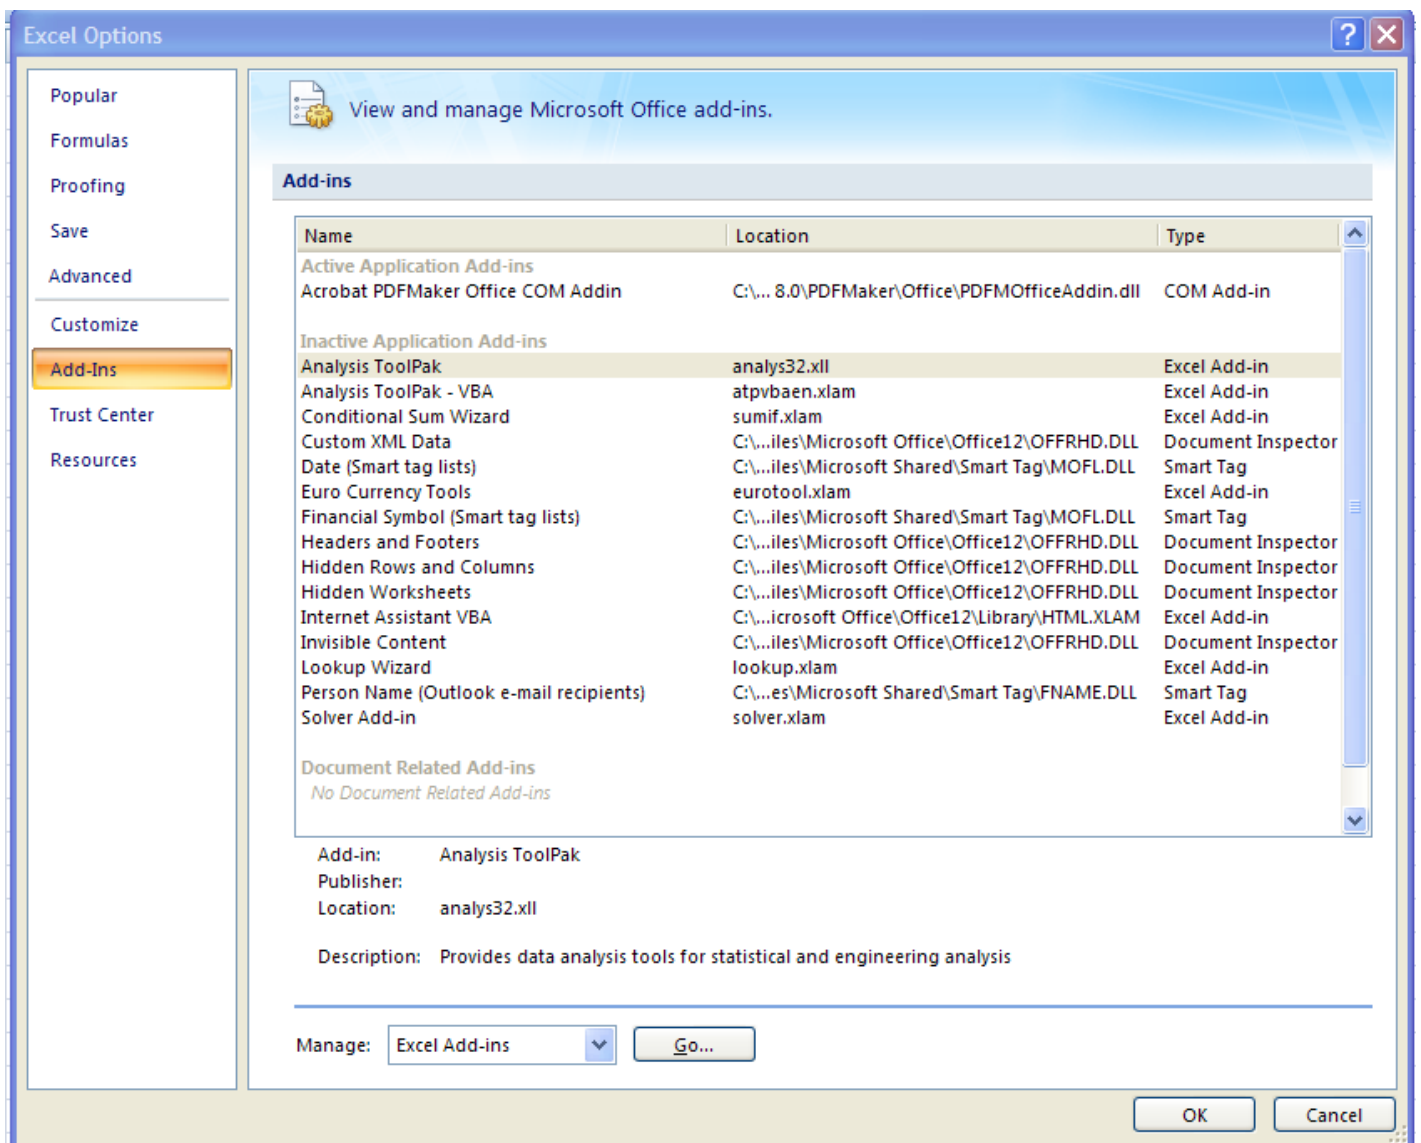 Excel Options
?
Popular
Formulas
Proofing
Save
Advanced
Customize
Add-Ins
Trust Center
Resources
View and manage Microsoft Office add-ins.
Add-ins
Name Location Type
Active Application Add-ins
Acrobat PDFMaker Office COM Addin C:\... 8.0\PDFMaker\Office\PDFMOfficeAddin.dll COM Add-in
Inactive Application Add-ins
Analysis ToolPak analys32.xll Excel Add-in
Analysis ToolPak - VBA atpvbaen.xlam Excel Add-in
Conditional Sum Wizard sumif.xlam Excel Add-in
Custom XML Data C:\...iles\Microsoft Office\Office12\OFFRHD.DLL Document Inspector
Date (Smart tag lists) C:\...iles\Microsoft Shared\Smart Tag\MOFL.DLL Smart Tag
Euro Currency Tools eurotool.xlam Excel Add-in
Financial Symbol (Smart tag lists) C:\...iles\Microsoft Shared\Smart Tag\MOFL.DLL Smart Tag
Headers and Footers C:\...iles\Microsoft Office\Office12\OFFRHD.DLL Document Inspector
Hidden Rows and Columns C:\...iles\Microsoft Office\Office12\OFFRHD.DLL Document Inspector
Hidden Worksheets C:\...iles\Microsoft Office\Office12\OFFRHD.DLL Document Inspector
Internet Assistant VBA C:\...icrosoft Office\Office12\Library\HTML.XLAM Excel Add-in
Invisible Content C:\...iles\Microsoft Office\Office12\OFFRHD.DLL Document Inspector
Lookup Wizard lookup.xlam Excel Add-in
Person Name (Outlook e-mail recipients) C:\...es\Microsoft Shared\Smart Tag\FNAME.DLL Smart Tag
Solver Add-in solver.xlam Excel Add-in
Document Related Add-ins
No Document Related Add-ins
Add-in: Analysis ToolPak
Publisher:
Location: analys32.xll
Description: Provides data analysis tools for statistical and engineering analysis
Manage: Excel Add-ins Go...
OK Cancel